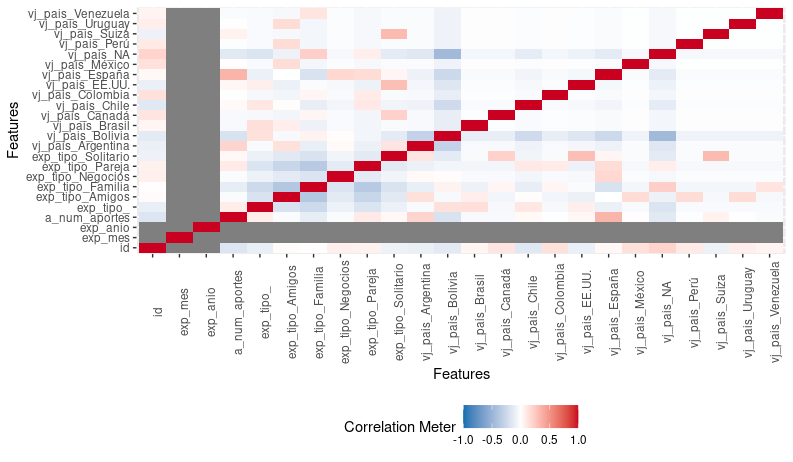 vj_pais_Venezuela
vj_pais_Uruguay
vj_pais_Suiza
vj_pais_Perú
vj_pais_NA
vj_pais_México
vj_pais_España
vj_pais_EE.UU.
vj_pais_Colombia
vj_pais_Chile
vj_pais_Canadá
vj_pais_Brasil
vj_pais_Bolivia
vj_pais_Argentina
exp_tipo_Solitario
exp_tipo_Pareja
exp_tipo_Negocios
exp_tipo_Familia
exp_tipo_Amigos
exp_tipo_
a_num_aportes
exp_anio
exp_mes
id
Features
id
exp_mes
exp_anio
a_num_aportes
exp_tipo_
exp_tipo_Amigos
exp_tipo_Familia
exp_tipo_Negocios
exp_tipo_Pareja
exp_tipo_Solitario
vj_pais_Argentina
vj_pais_Bolivia
vj_pais_Brasil
vj_pais_Canadá
vj_pais_Chile
vj_pais_Colombia
vj_pais_EE.UU.
vj_pais_España
vj_pais_México
vj_pais_NA
vj_pais_Perú
vj_pais_Suiza
vj_pais_Uruguay
vj_pais_Venezuela
Features
Correlation Meter
-1.0 -0.5 0.0 0.5 1.0